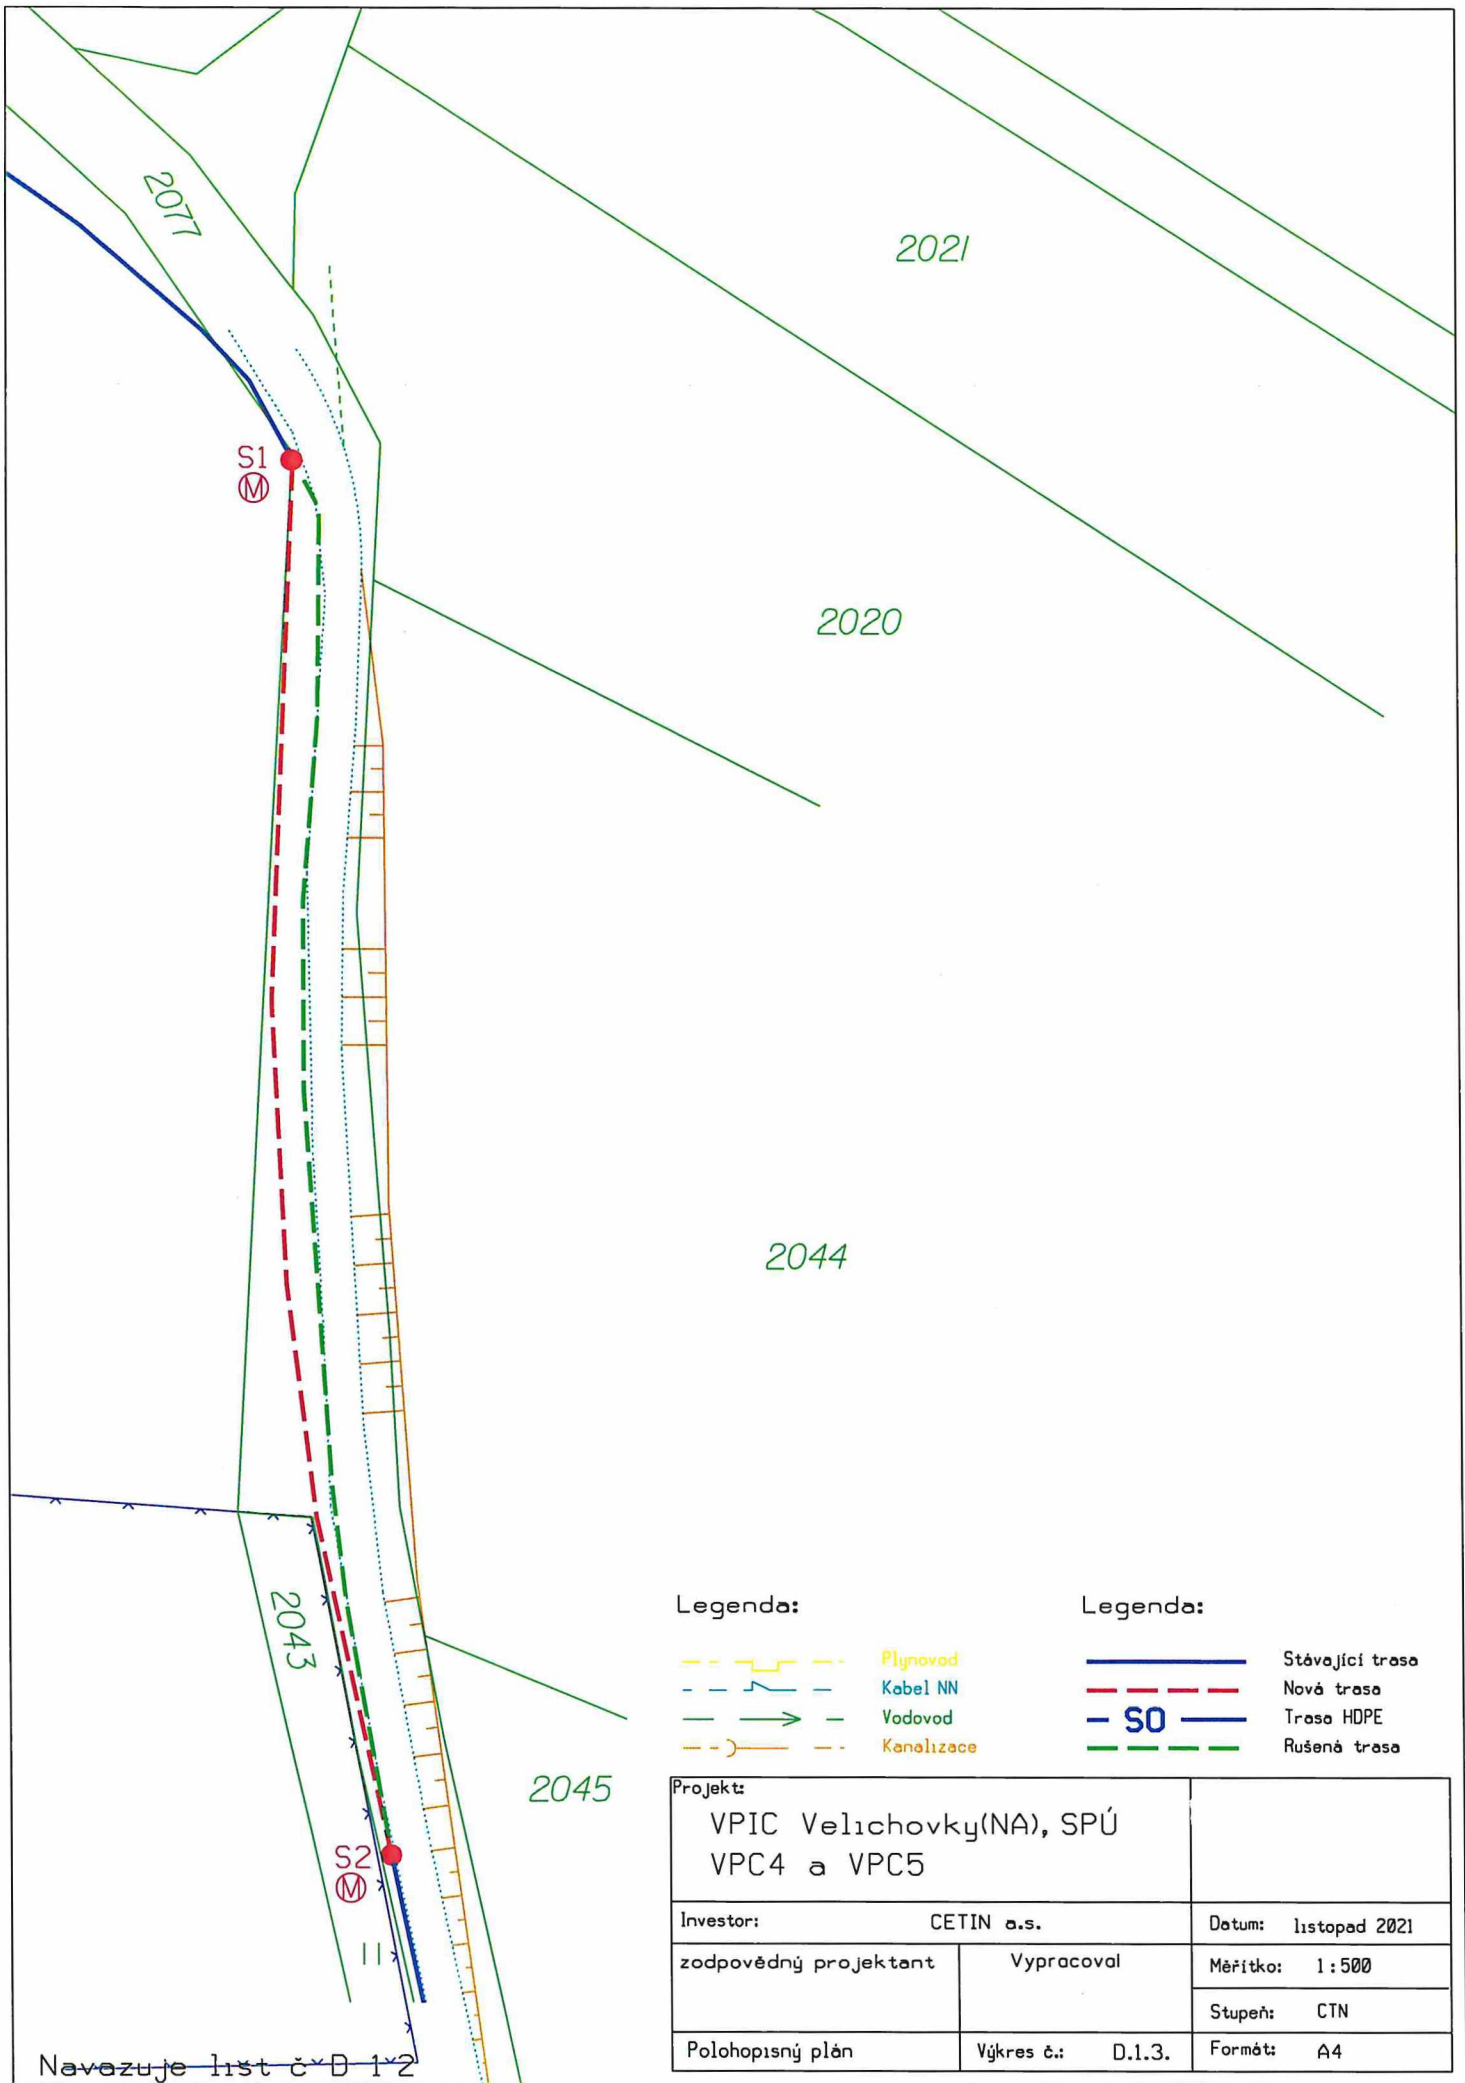 2077
2021
S1
M
2020
2044
2043
2045
S2
M
Legenda:
Plynovod
Kabel NN
Vodovod
Kanalizace
Legenda:
Stávající trasa
Nová trasa
SO Trasa HDPE
Rušená trasa
Projekt:
VPIC Velichovky(NA), SPÚ
VPC4 a VPC5
Investor: CETIN a.s.
Datum: listopad 2021
zodpovědný projektant
Vypracoval
Měřítko: 1:500
Stupeň: CTN
Polohopisný plán
Výkres č.: D.1.3.
Formát: A4
Navazuje list č D 1 2